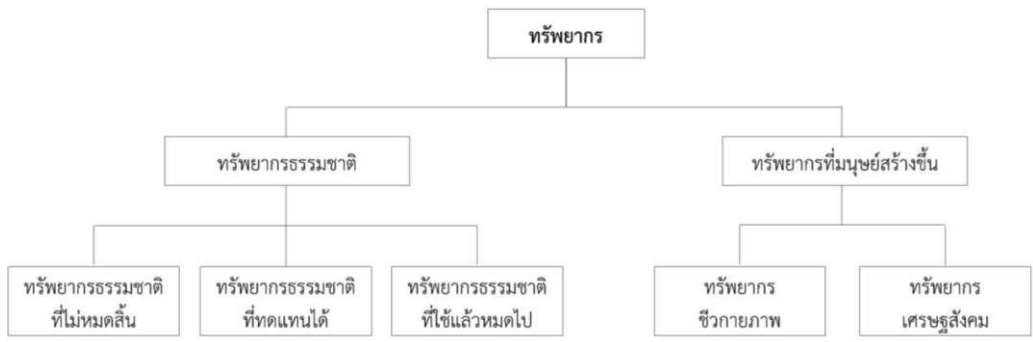 ทรัพยากร
ทรัพยากรธรรมชาติ
ทรัพยากรที่มนุษย์สร้างขึ้น
ทรัพยากรธรรมชาติ
ที่ไม่หมดสิ้น
ทรัพยากรธรรมชาติ
ที่ทดแทนได้
ทรัพยากรธรรมชาติ
ที่ใช้แล้วหมดไป
ทรัพยากร
ชีวกายภาพ
ทรัพยากร
เศรษฐสังคม